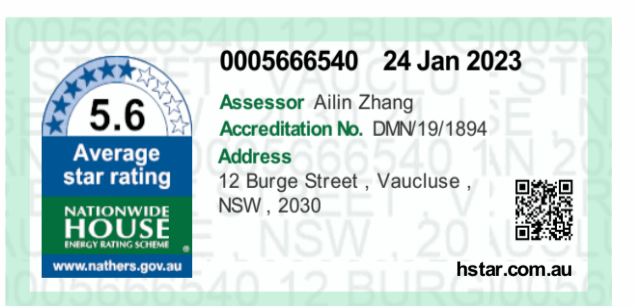 0005666540 24 Jan 2023
5.6
Average
star rating
NATIONWIDE
HOUSE
ENERGY RATING SCHEME ®
www.nathers.gov.au
Assessor Ailin Zhang
Accreditation No. DMN/19/1894
Address
12 Burge Street , Vaucluse ,
NSW , 2030
hstar.com.au